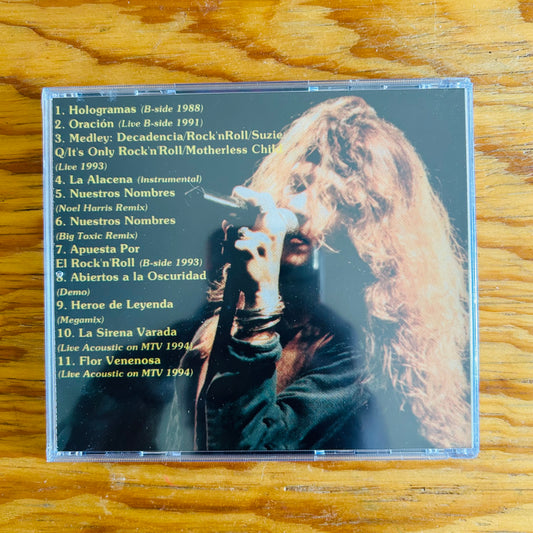 1. Hologramas (B-side 1988)
2. Oración (Live B-side 1991)
3. Medley: Decadencia/Rock'nRoll/Suzie
Q/It's Only Rock'n'Roll/Motherless Child
(Live 1993)
4. La Alacena (instrumental)
5. Nuestros Nombres
(Noel Harris Remix)
6. Nuestros Nombres
(Big Toxic Remix)
7. Apuesta Por
El Rock'n'Roll (B-side 1993)
8. Abiertos a la Oscuridad
(Demo)
9. Heroe de Leyenda
(Megamix)
10. La Sirena Varada
(Live Acoustic on MTV 1994)
11. Flor Venenosa
(Live Acoustic on MTV 1994)